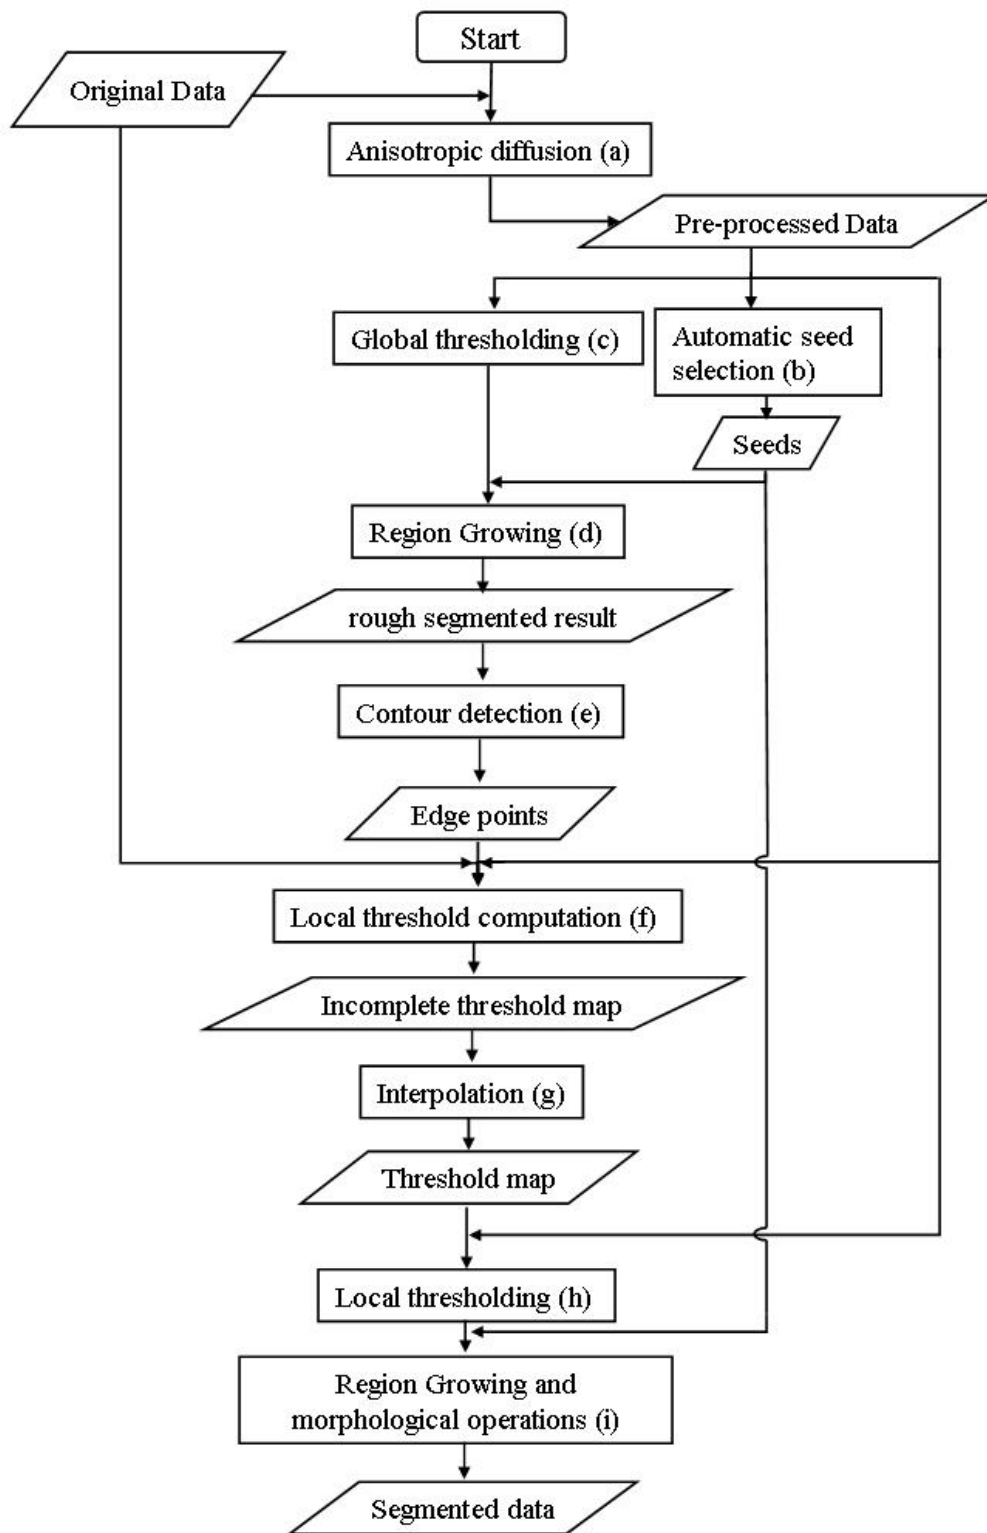 Start
Original Data
Anisotropic diffusion (a)
Pre-processed Data
Global thresholding (c)
Automatic seed
selection (b)
Seeds
Region Growing (d)
rough segmented result
Contour detection (e)
Edge points
Local threshold computation (f)
Incomplete threshold map
Interpolation (g)
Threshold map
Local thresholding (h)
Region Growing and
morphological operations (i)
Segmented data